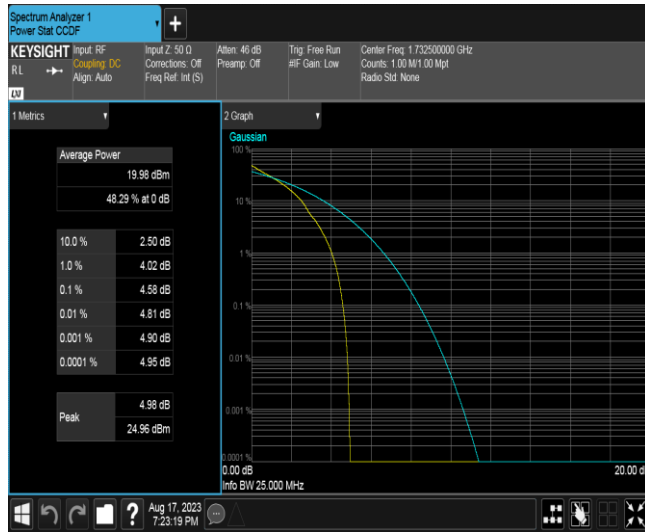 Spectrum Analyzer 1
Power Stat CCDF
+
KEYSIGHT
RL
Input: RF
Coupling: DC
Align: Auto
Input Z: 50 Ω
Corrections: Off
Freq Ref: Int (S)
Atten: 46 dB
Preamp: Off
Trig: Free Run
#IF Gain: Low
Center Freq: 1.732500000 GHz
Counts: 1.00 M/1.00 Mpt
Radio Std: None
1 Metrics
Average Power
19.98 dBm
48.29 % at 0 dB
10.0 % 2.50 dB
1.0 % 4.02 dB
0.1 % 4.58 dB
0.01 % 4.81 dB
0.001 % 4.90 dB
0.0001 % 4.95 dB
Peak
4.98 dB
24.96 dBm
2 Graph
Gaussian
100 %
10 %
1 %
0.1 %
0.01 %
0.001 %
0.0001 %
0.00 dB
20.00 d
Info BW 25.000 MHz
?
Aug 17, 2023
7:23:19 PM